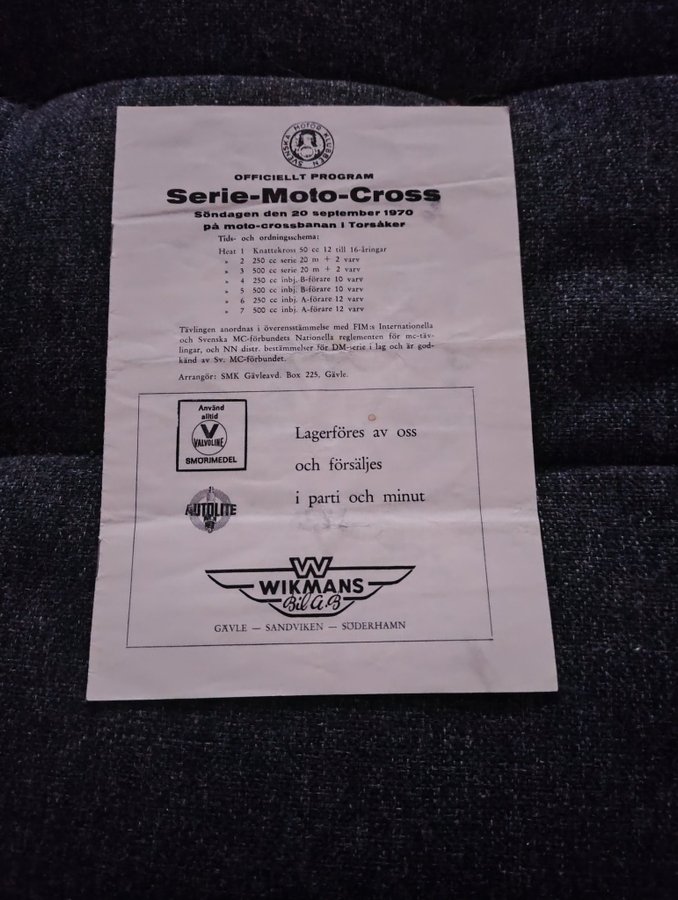 SVENSKA MOTOR KLUBBEN
OFFICIELLT PROGRAM
Serie-Moto-Cross
Söndagen den 20 september 1970
på moto-crossbanan i Torsåker
Tids- och ordningsschema:
Heat 1 Knattekross 50 cc 12 till 16-åringar
» 2 250 cc serie 20 m + 2 varv
» 3 500 cc serie 20 m + 2 varv
» 4 250 cc inbj. B-förare 10 varv
» 5 500 cc inbj. B-förare 10 varv
» 6 250 cc inbj. A-förare 12 varv
» 7 500 cc inbj. A-förare 12 varv
Tävlingen anordnas i överensstämmelse med FIM:s Internationella
och Svenska MC-förbundets Nationella reglementen för mc-täv-
lingar, och NN distr. bestämmelser för DM-serie i lag och är god-
känd av Sv. MC-förbundet.
Arrangör: SMK Gävleavd. Box 225, Gävle.
Använd
alltid
V
VALVOLINE
SMÖRJMEDEL
AUTOLITE
Lagerföres av oss
och försäljes
i parti och minut
W
WIKMANS
Bil AB
GÄVLE — SANDVIKEN — SÖDERHAMN